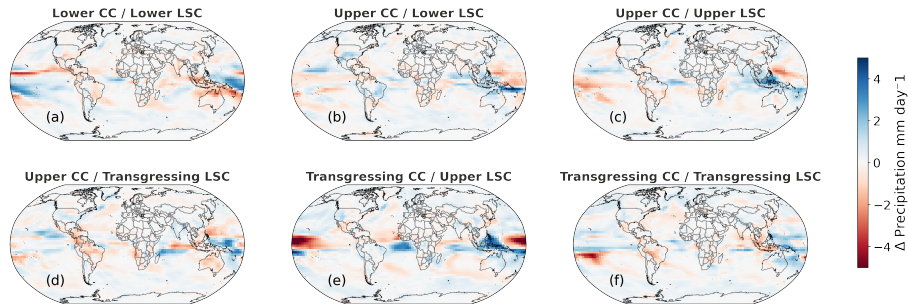 Lower CC / Lower LSC
Upper CC / Lower LSC
Upper CC / Upper LSC
(a)
(b)
(c)
Upper CC / Transgressing LSC
Transgressing CC / Upper LSC
Transgressing CC / Transgressing LSC
(d)
(e)
(f)
4
2
0
−2
−4
Δ Precipitation mm day−1